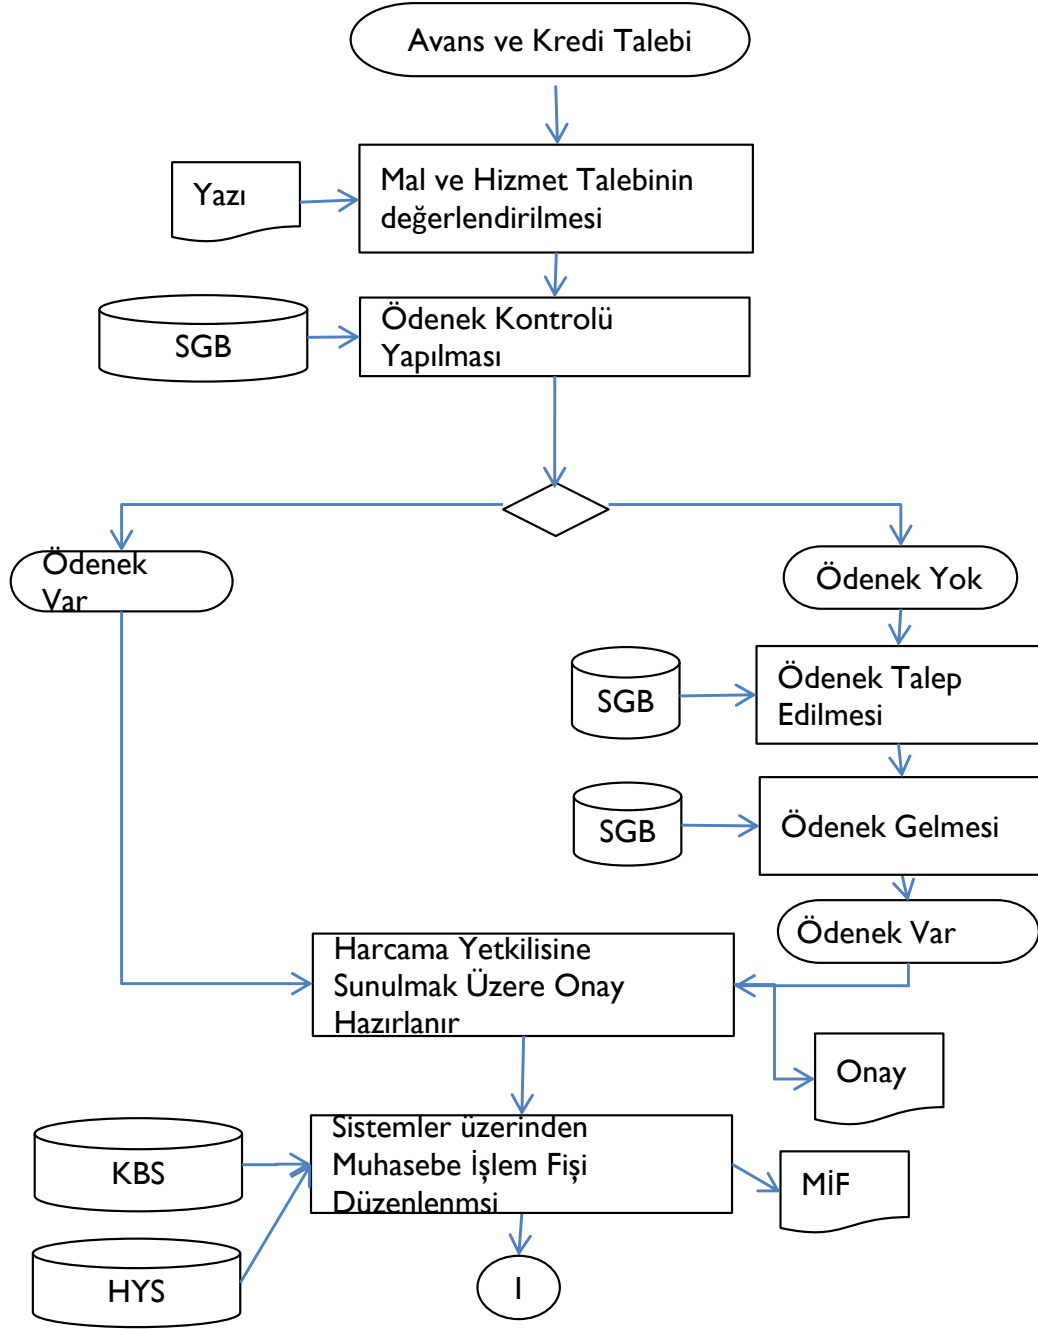 Avans ve Kredi Talebi
Yazı
Mal ve Hizmet Talebinin
değerlendirilmesi
SGB
Ödenek Kontrolü
Yapılması
Ödenek
Var
Ödenek Yok
SGB
Ödenek Talep
Edilmesi
SGB
Ödenek Gelmesi
Ödenek Var
Harcama Yetkilisine
Sunulmak Üzere Onay
Hazırlanır
Onay
KBS
Sistemler üzerinden
Muhasebe İşlem Fişi
Düzenlenmsi
MİF
HYS
I